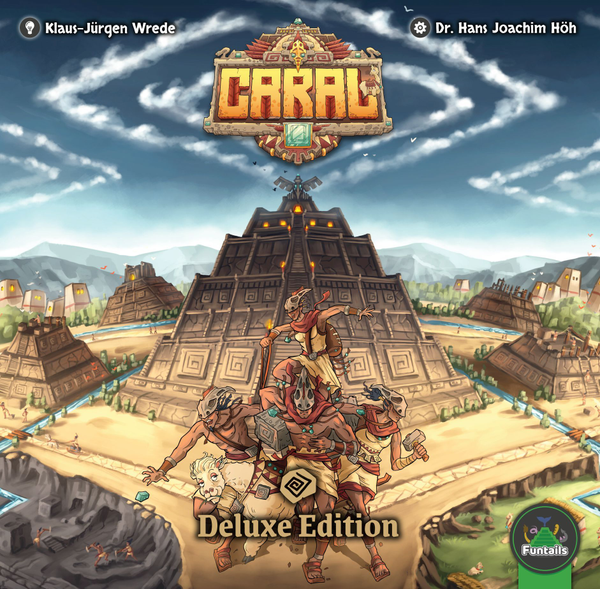 Klaus-Jürgen Wrede
Dr. Hans Joachim Höh
CARAL
Deluxe Edition
Funtails